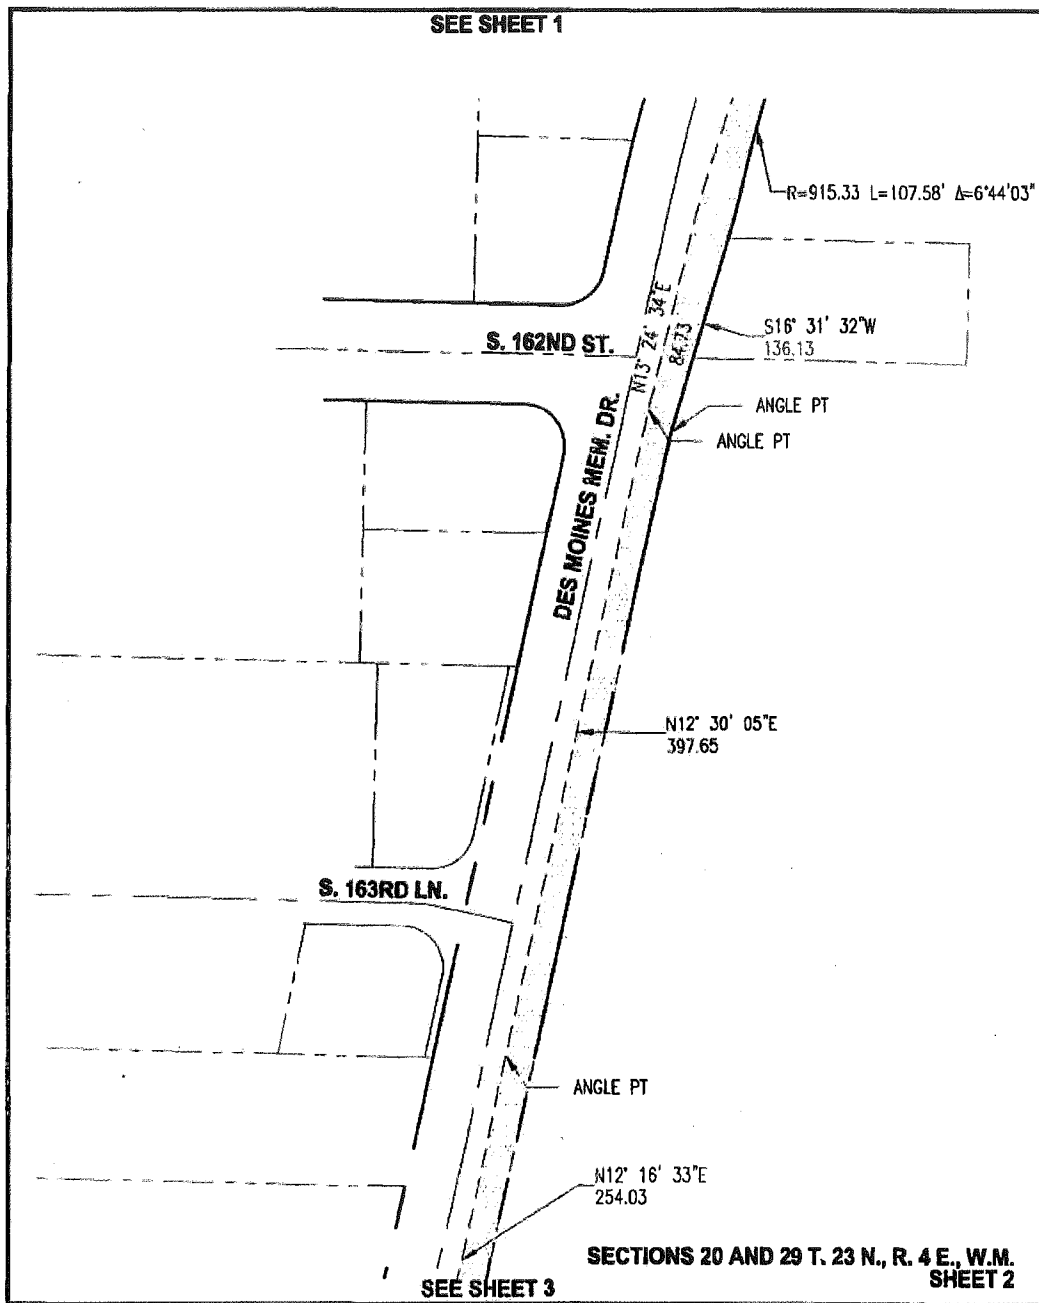 SEE SHEET 1
R=915.33 L=107.58' Δ=6°44'03"
N13° 24' 34"E
84.73
S16° 31' 32"W
136.13
S. 162ND ST.
ANGLE PT
ANGLE PT
DES MOINES MEM. DR.
N12° 30' 05"E
397.65
S. 163RD LN.
ANGLE PT
N12° 16' 33"E
254.03
SECTIONS 20 AND 29 T. 23 N., R. 4 E., W.M.
SHEET 2
SEE SHEET 3